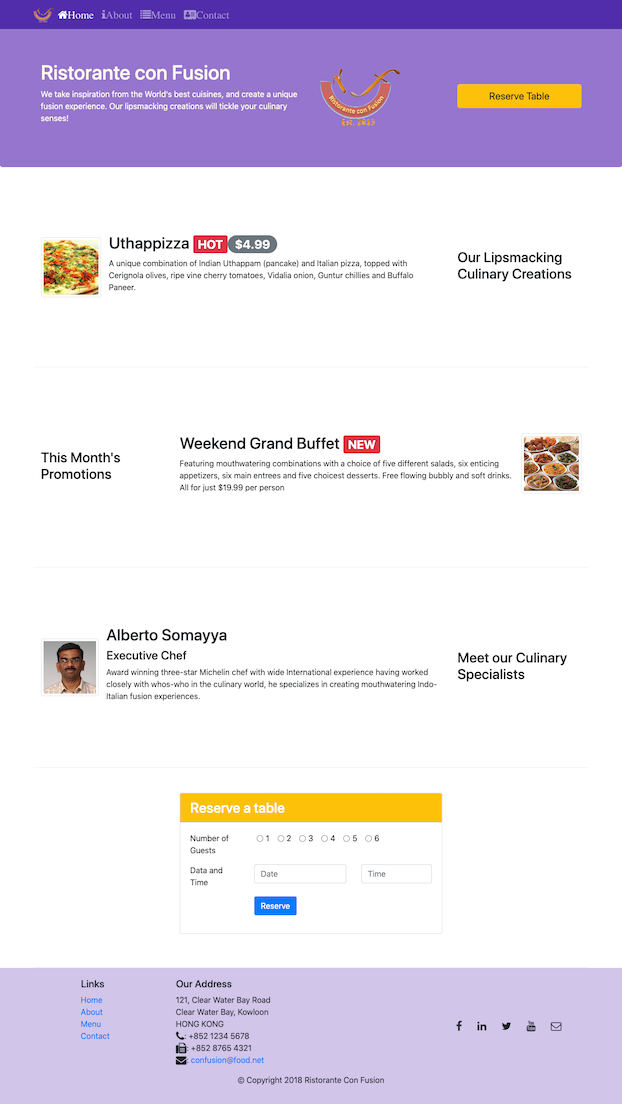 Home About Menu Contact
Ristorante con Fusion
We take inspiration from the World's best cuisines, and create a unique
fusion experience. Our lipsmacking creations will tickle your culinary
senses!
Ristorante con Fusion
Reserve Table
Uthappizza HOT $4.99
A unique combination of Indian Uthappam (pancake) and Italian pizza, topped with
Cerignola olives, ripe vine cherry tomatoes, Vidalia onion, Guntur chillies and Buffalo
Paneer.
Our Lipsmacking
Culinary Creations
This Month's
Promotions
Weekend Grand Buffet NEW
Featuring mouthwatering combinations with a choice of five different salads, six enticing
appetizers, six main entrees and five choicest desserts. Free flowing bubbly and soft drinks.
All for just $19.99 per person
Alberto Somayya
Executive Chef
Award winning three-star Michelin chef with wide International experience having worked
closely with whos-who in the culinary world, he specializes in creating mouthwatering Indo-
Italian fusion experiences.
Meet our Culinary
Specialists
Reserve a table
Number of
Guests
1 2 3 4 5 6
Data and
Time
Date
Time
Reserve
Links
Home
About
Menu
Contact
Our Address
121, Clear Water Bay Road
Clear Water Bay, Kowloon
HONG KONG
: +852 1234 5678
: +852 8765 4321
: confusion@food.net
© Copyright 2018 Ristorante Con Fusion